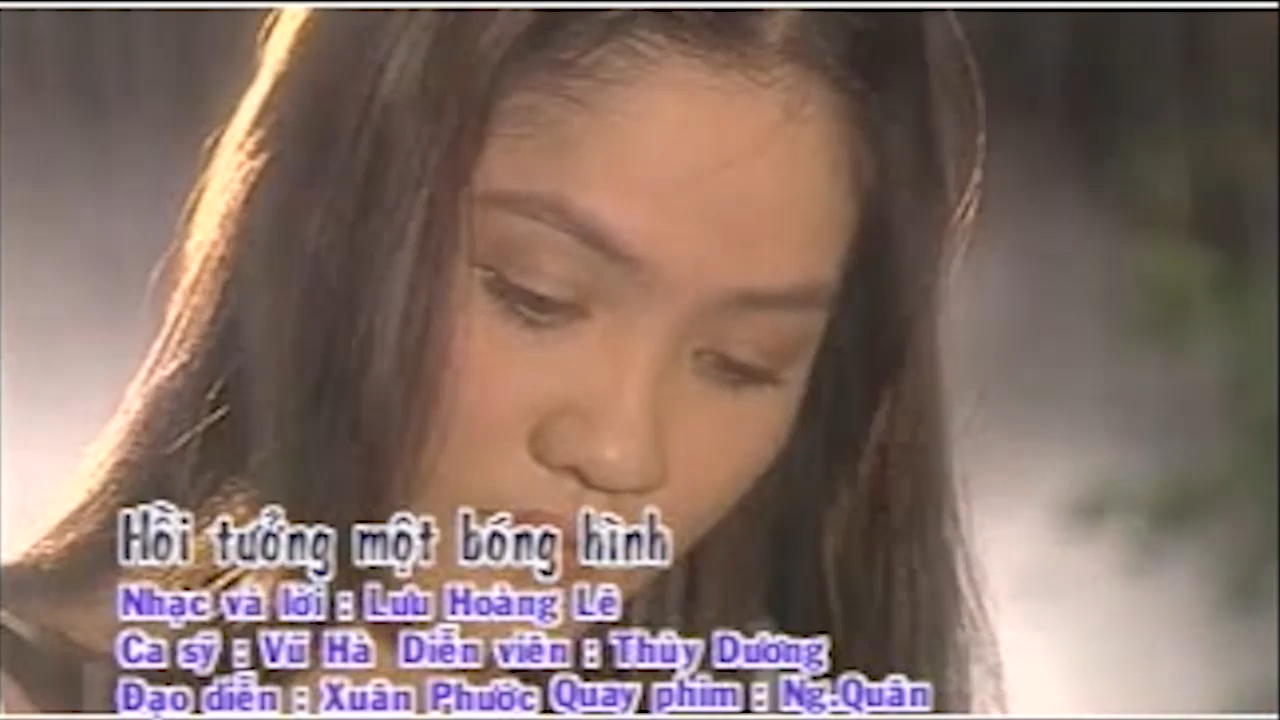 Hồi tưởng một bóng hình
Nhạc và lời : Lưu Hoàng Lê
Ca sỹ : Vũ Hà Diễn viên : Thùy Dương
Đạo diễn : Xuân Phước Quay phim : Ng.Quân